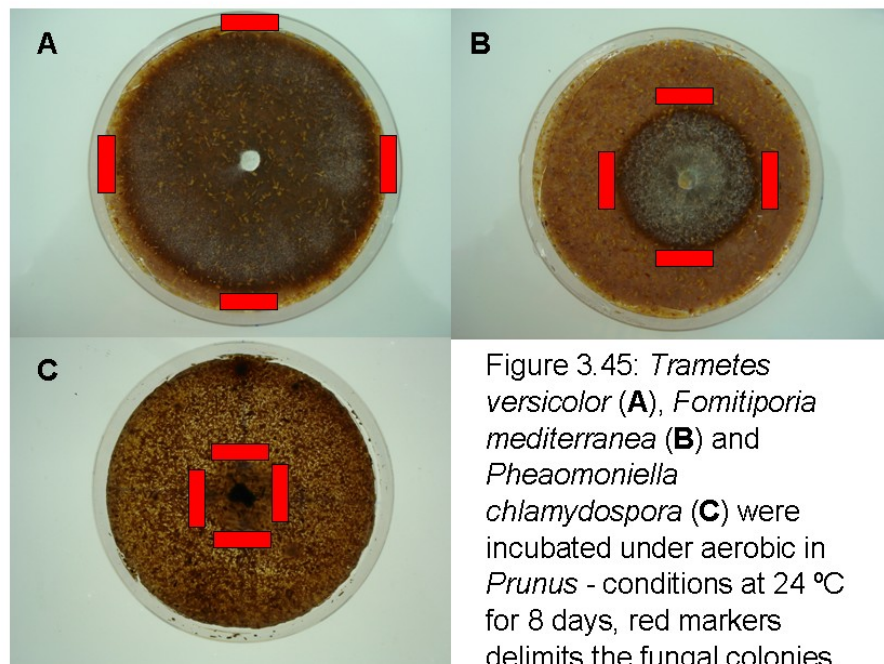 A
B
C
Figure 3.45: Trametes
versicolor (A), Fomitiporia
mediterranea (B) and
Pheaomoniella
chlamydospora (C) were
incubated under aerobic in
Prunus - conditions at 24 ºC
for 8 days, red markers
delimits the fungal colonies